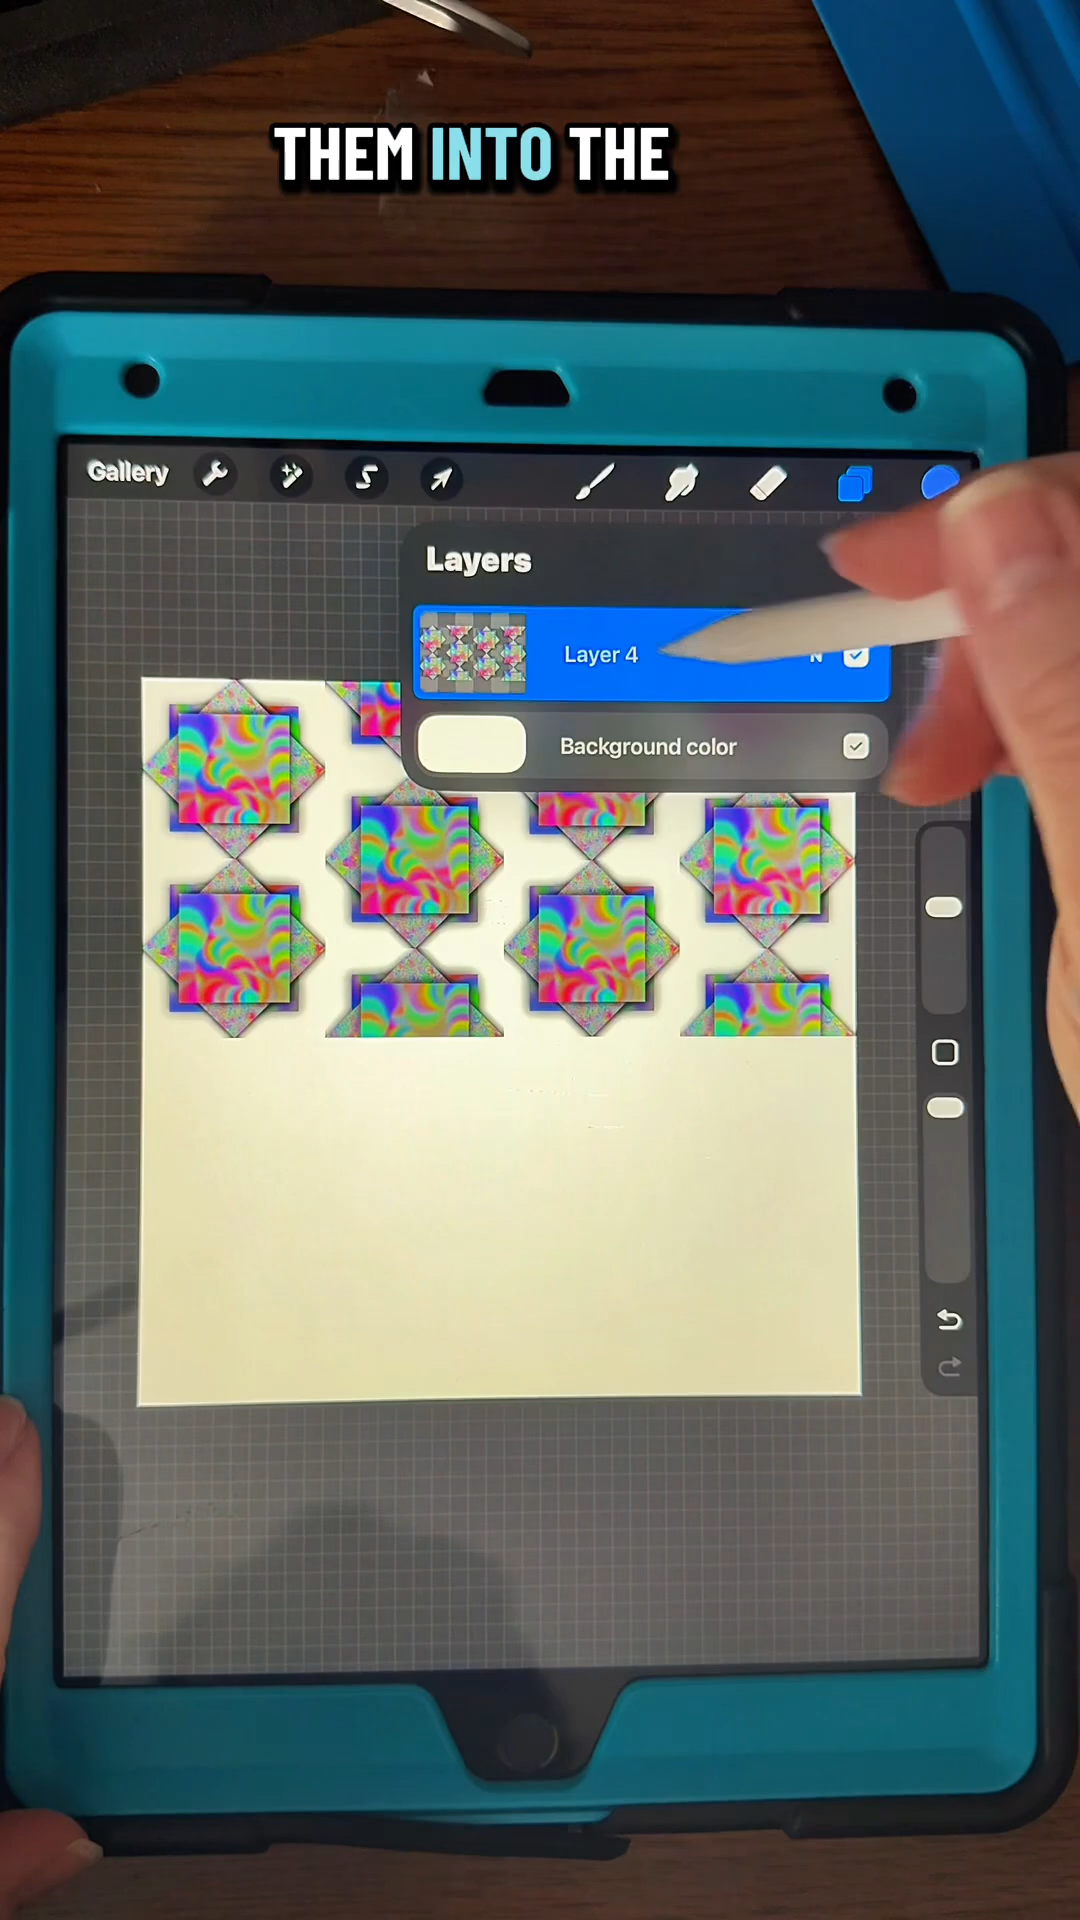 THEM INTO THE
Gallery
Layers
Layer 4
N
Background color